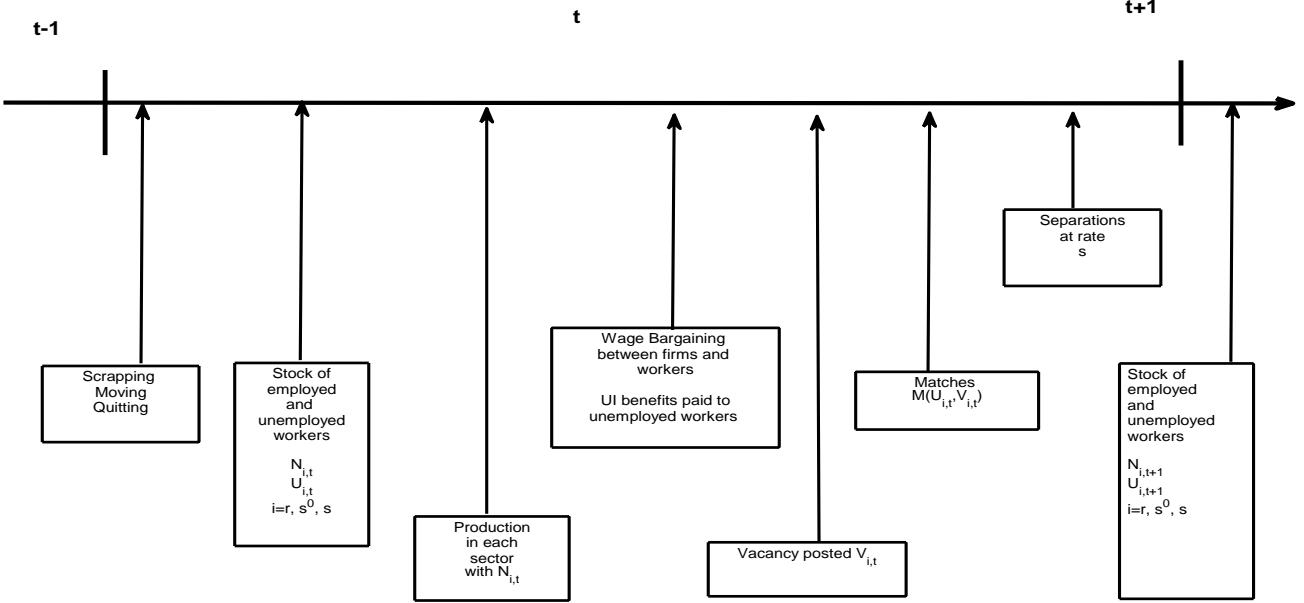 t-1
t
t+1
Scrapping
Moving
Quitting
Stock of
employed
and
unemployed
workers
N_{i,t}
U_{i,t}
i=r, s^0, s
Production
in each
sector
with N_{i,t}
Wage Bargaining
between firms and
workers
UI benefits paid to
unemployed workers
Vacancy posted V_{i,t}
Matches
M(U_{i,t},V_{i,t})
Separations
at rate
s
Stock of
employed
and
unemployed
workers
N_{i,t+1}
U_{i,t+1}
i=r, s^0, s